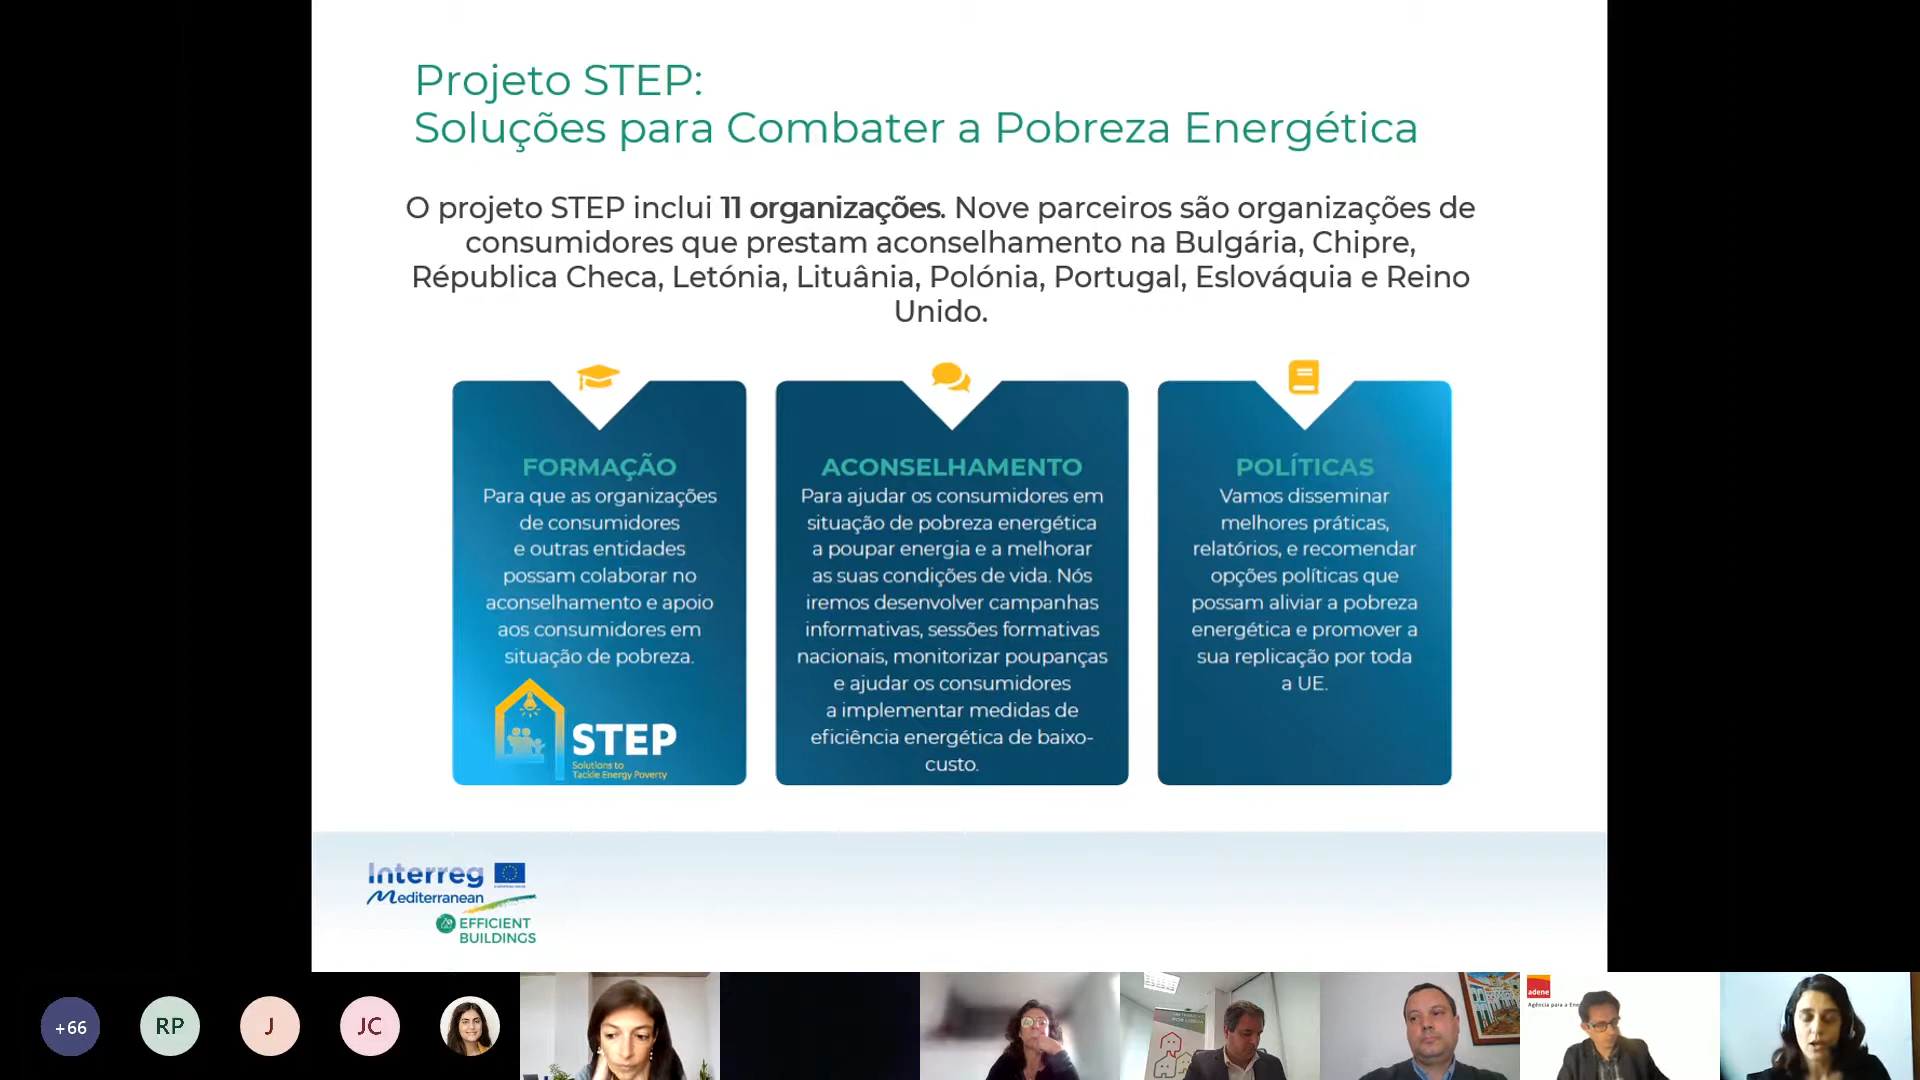 Projeto STEP:
Soluções para Combater a Pobreza Energética
O projeto STEP inclui 11 organizações. Nove parceiros são organizações de
consumidores que prestam aconselhamento na Bulgária, Chipre,
Républica Checa, Letónia, Lituânia, Polónia, Portugal, Eslováquia e Reino
Unido.
FORMAÇÃO
Para que as organizações
de consumidores
e outras entidades
possam colaborar no
aconselhamento e apoio
aos consumidores em
situação de pobreza.
STEP
Solutions to
Tackle Energy Poverty
ACONSELHAMENTO
Para ajudar os consumidores em
situação de pobreza energética
a poupar energia e a melhorar
as suas condições de vida. Nós
iremos desenvolver campanhas
informativas, sessões formativas
nacionais, monitorizar poupanças
e ajudar os consumidores
a implementar medidas de
eficiência energética de baixo-
custo.
POLÍTICAS
Vamos disseminar
melhores práticas,
relatórios, e recomendar
opções políticas que
possam aliviar a pobreza
energética e promover a
sua replicação por toda
a UE.
Interreg
Mediterranean
EFFICIENT
BUILDINGS
+66
RP
J
JC
adene
Agência para a Ene